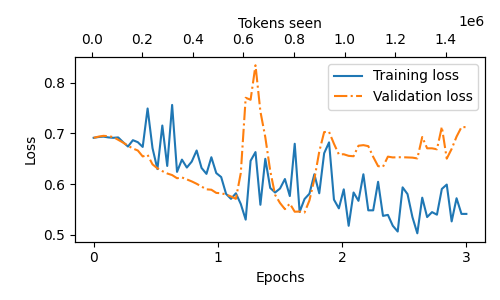 Tokens seen
0.0 0.2 0.4 0.6 0.8 1.0 1.2 1.4 1e6
Training loss
Validation loss
0.8
0.7
0.6
0.5
Loss
0 1 2 3
Epochs